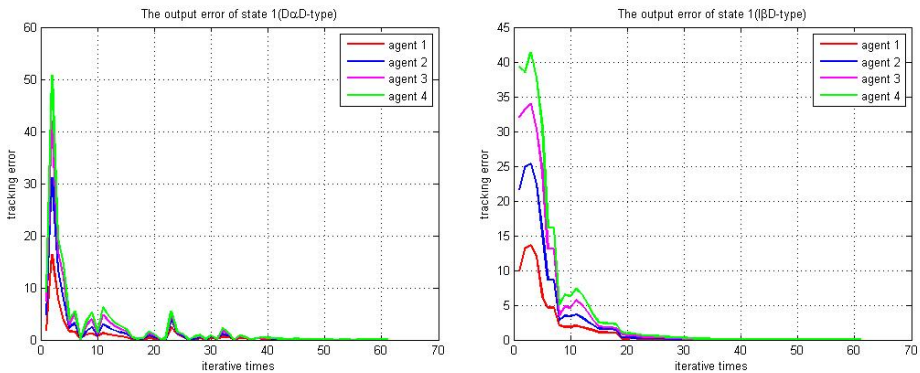 The output error of state 1(DαD-type)
tracking error
60
50
40
30
20
10
0
0 10 20 30 40 50 60 70
iterative times
agent 1
agent 2
agent 3
agent 4
The output error of state 1(IβD-type)
tracking error
45
40
35
30
25
20
15
10
5
0
0 10 20 30 40 50 60 70
iterative times
agent 1
agent 2
agent 3
agent 4